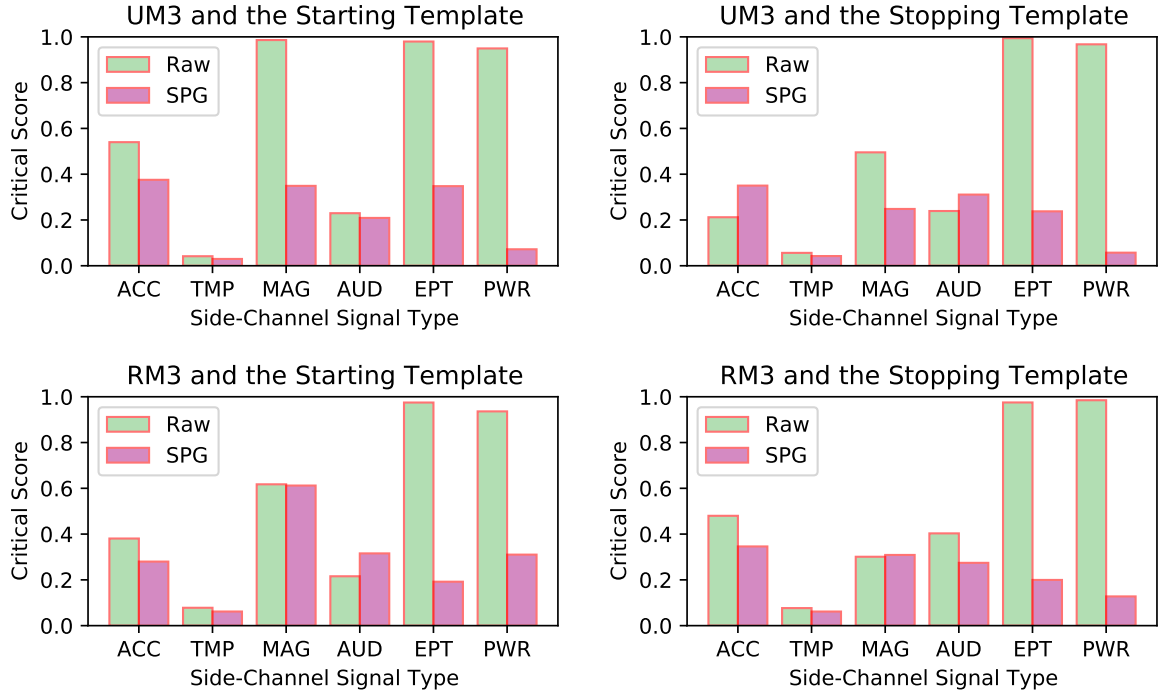 UM3 and the Starting Template
1.0
0.8
0.6
0.4
0.2
0.0
Critical Score
Raw
SPG
ACC TMP MAG AUD EPT PWR
Side-Channel Signal Type
UM3 and the Stopping Template
1.0
0.8
0.6
0.4
0.2
0.0
Critical Score
Raw
SPG
ACC TMP MAG AUD EPT PWR
Side-Channel Signal Type
RM3 and the Starting Template
1.0
0.8
0.6
0.4
0.2
0.0
Critical Score
Raw
SPG
ACC TMP MAG AUD EPT PWR
Side-Channel Signal Type
RM3 and the Stopping Template
1.0
0.8
0.6
0.4
0.2
0.0
Critical Score
Raw
SPG
ACC TMP MAG AUD EPT PWR
Side-Channel Signal Type